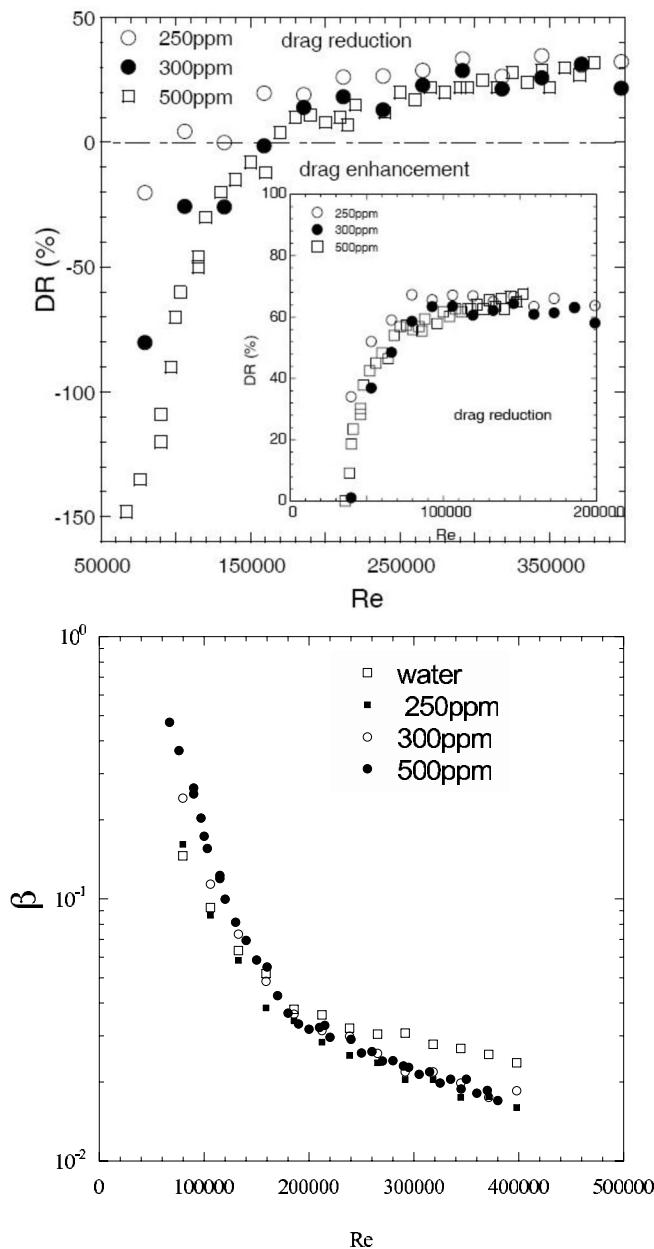 50
250ppm
drag reduction
300ppm
500ppm
0
drag enhancement
-50
-100
-150
DR (%)
50000
150000
250000
350000
Re
100
80
60
40
20
0
250ppm
300ppm
500ppm
DR (%)
drag reduction
0
100000
200000
Re
10⁰
water
250ppm
300ppm
500ppm
β
10⁻¹
10⁻²
0
100000
200000
300000
400000
500000
Re